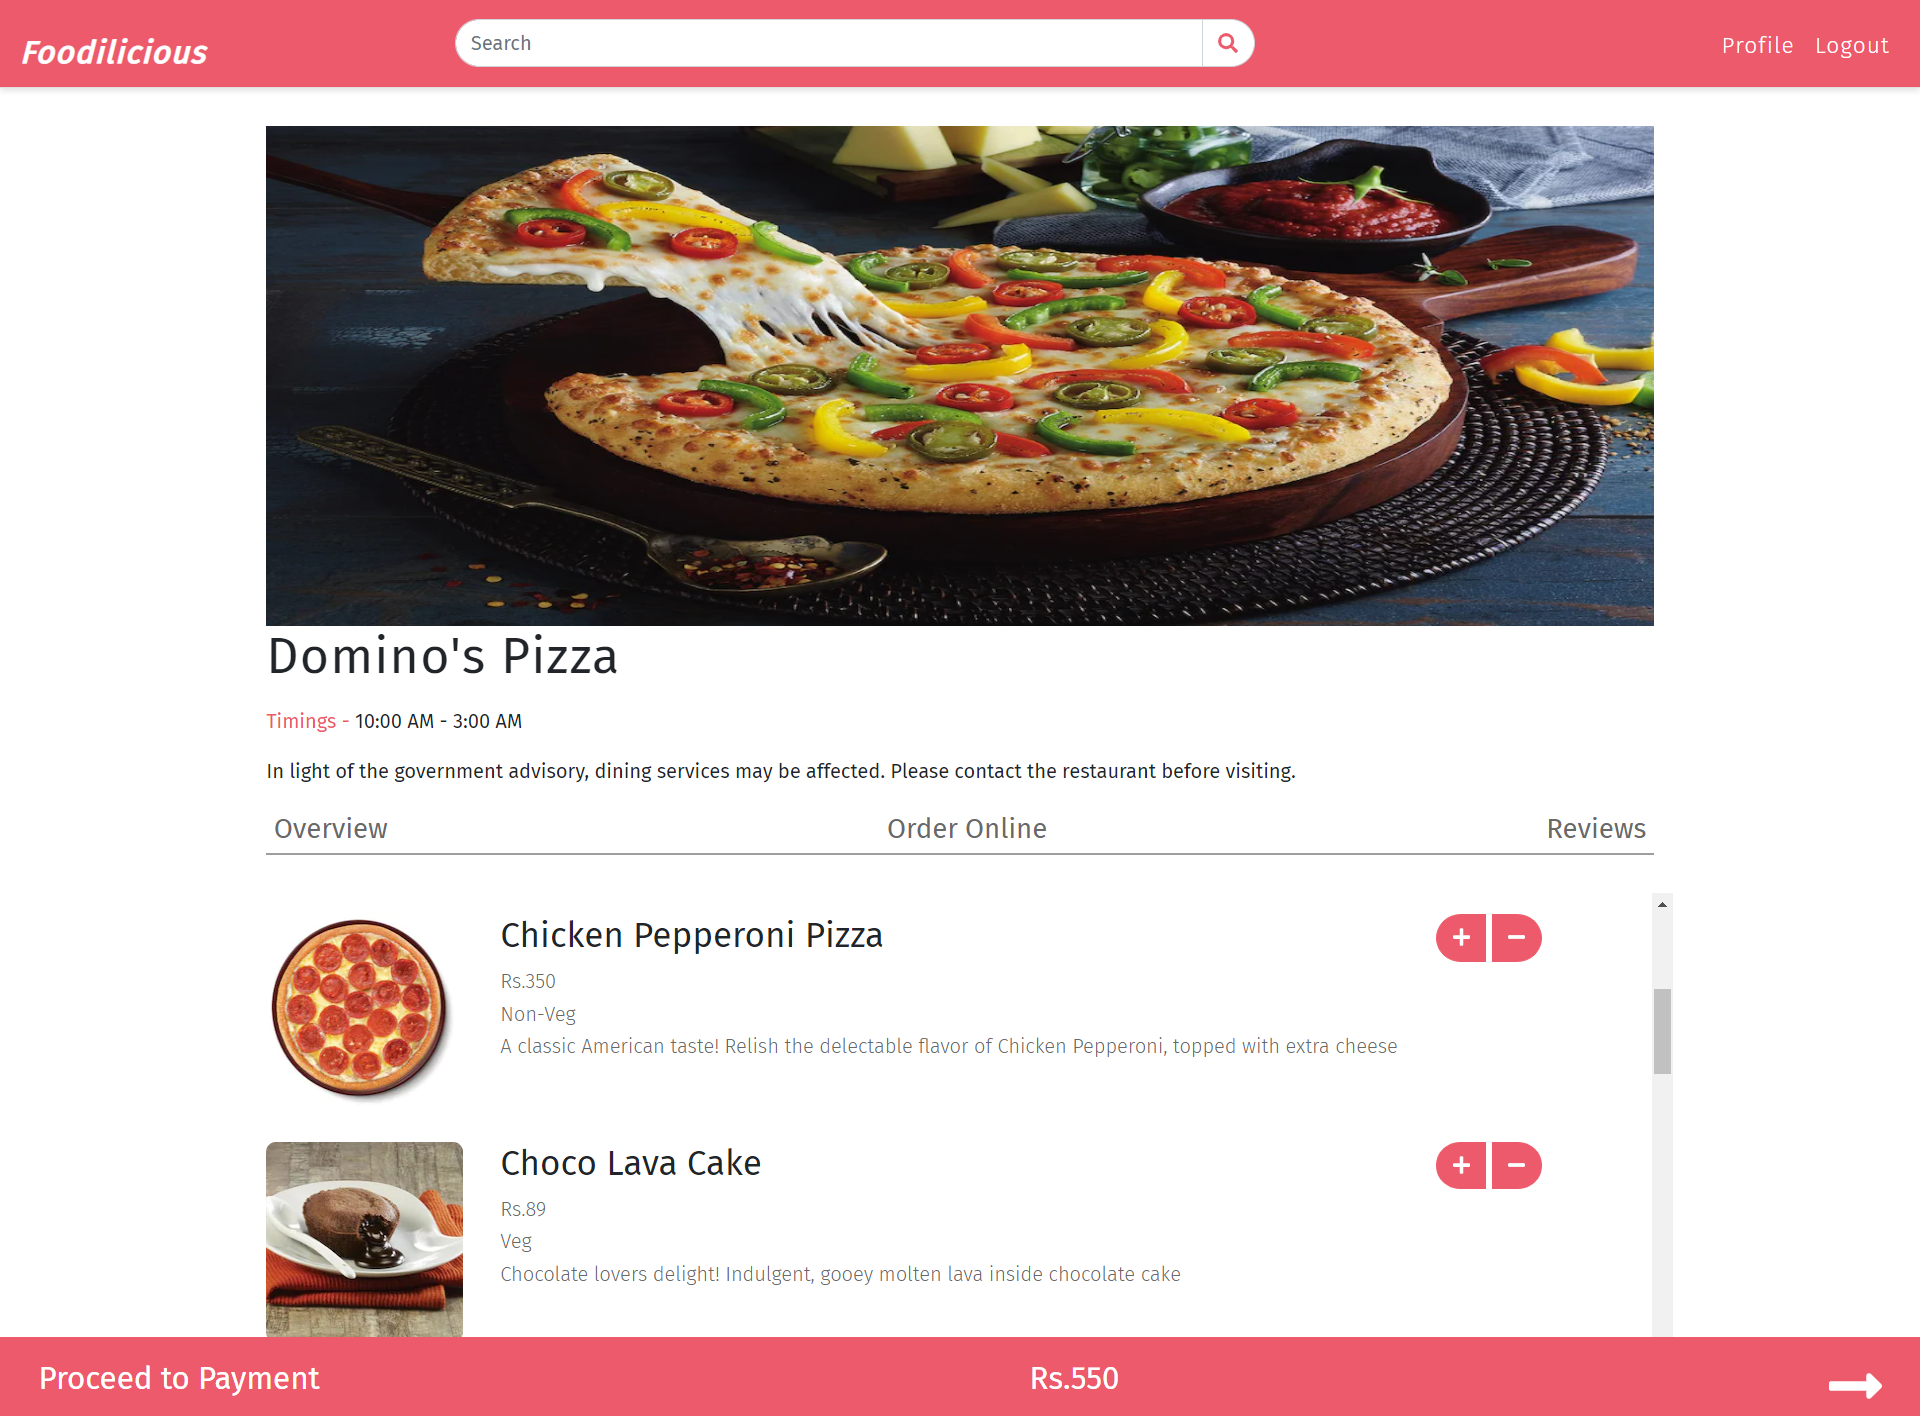 Foodilicious
Search
Profile Logout
Domino's Pizza
Timings - 10:00 AM - 3:00 AM
In light of the government advisory, dining services may be affected. Please contact the restaurant before visiting.
Overview Order Online Reviews
Chicken Pepperoni Pizza
Rs.350
Non-Veg
A classic American taste! Relish the delectable flavor of Chicken Pepperoni, topped with extra cheese
Choco Lava Cake
Rs.89
Veg
Chocolate lovers delight! Indulgent, gooey molten lava inside chocolate cake
Proceed to Payment Rs.550